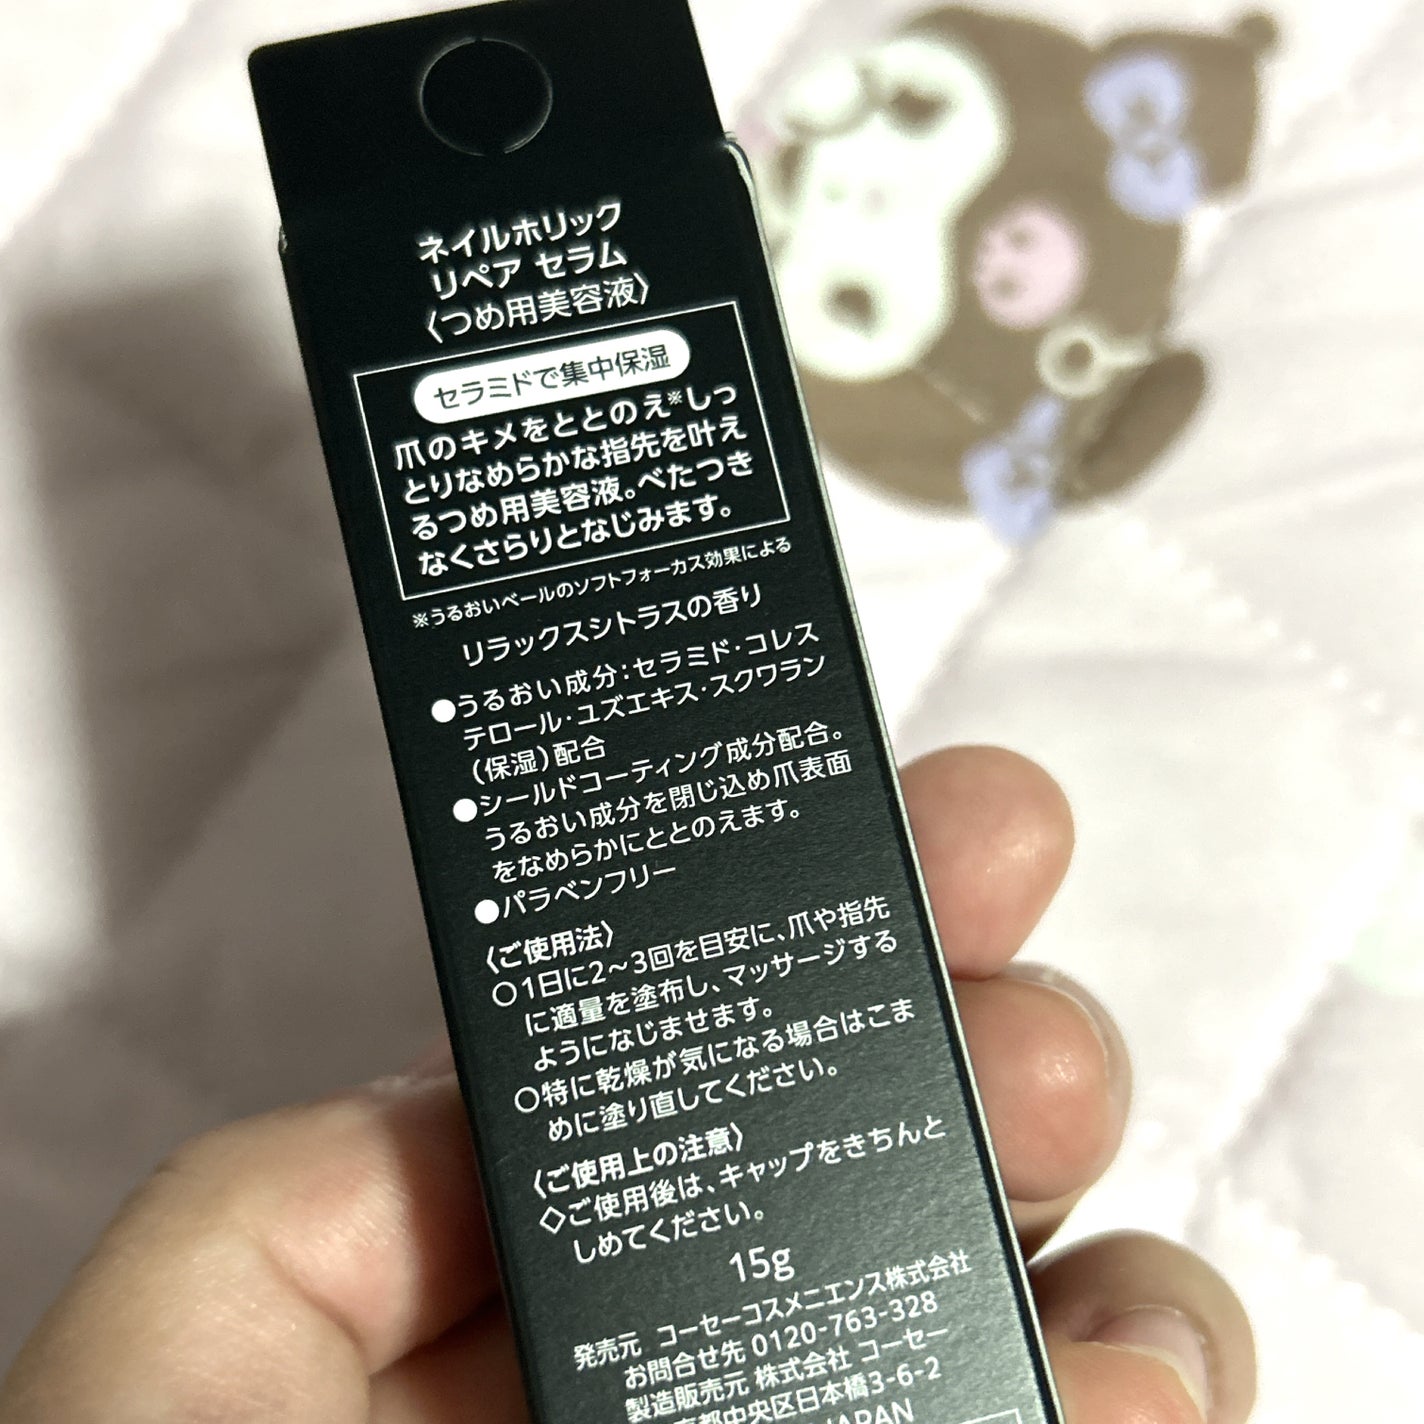 ネイルホリック
リペア セラム
〈つめ用美容液〉
セラミドで集中保湿
爪のキメをととのえ※しっ
とりなめらかな指先を叶え
るつめ用美容液。べたつき
なくさらりとなじみます。
※うるおいベールのソフトフォーカス効果による
リラックスシトラスの香り
●うるおい成分：セラミド・コレス
テロール・ユズエキス・スクワラン
（保湿）配合
●シールドコーティング成分配合。
うるおい成分を閉じ込め爪表面
をなめらかにととのえます。
●パラベンフリー
〈ご使用法〉
○1日に2～3回を目安に、爪や指先
に適量を塗布し、マッサージする
ようになじませます。
○特に乾燥が気になる場合はこま
めに塗り直してください。
〈ご使用上の注意〉
◇ご使用後は、キャップをきちんと
しめてください。
15g
発売元 コーセーコスメニエンス株式会社
お問合せ先 0120-763-328
製造販売元 株式会社 コーセー
京都中央区日本橋3-6-2
JAPAN